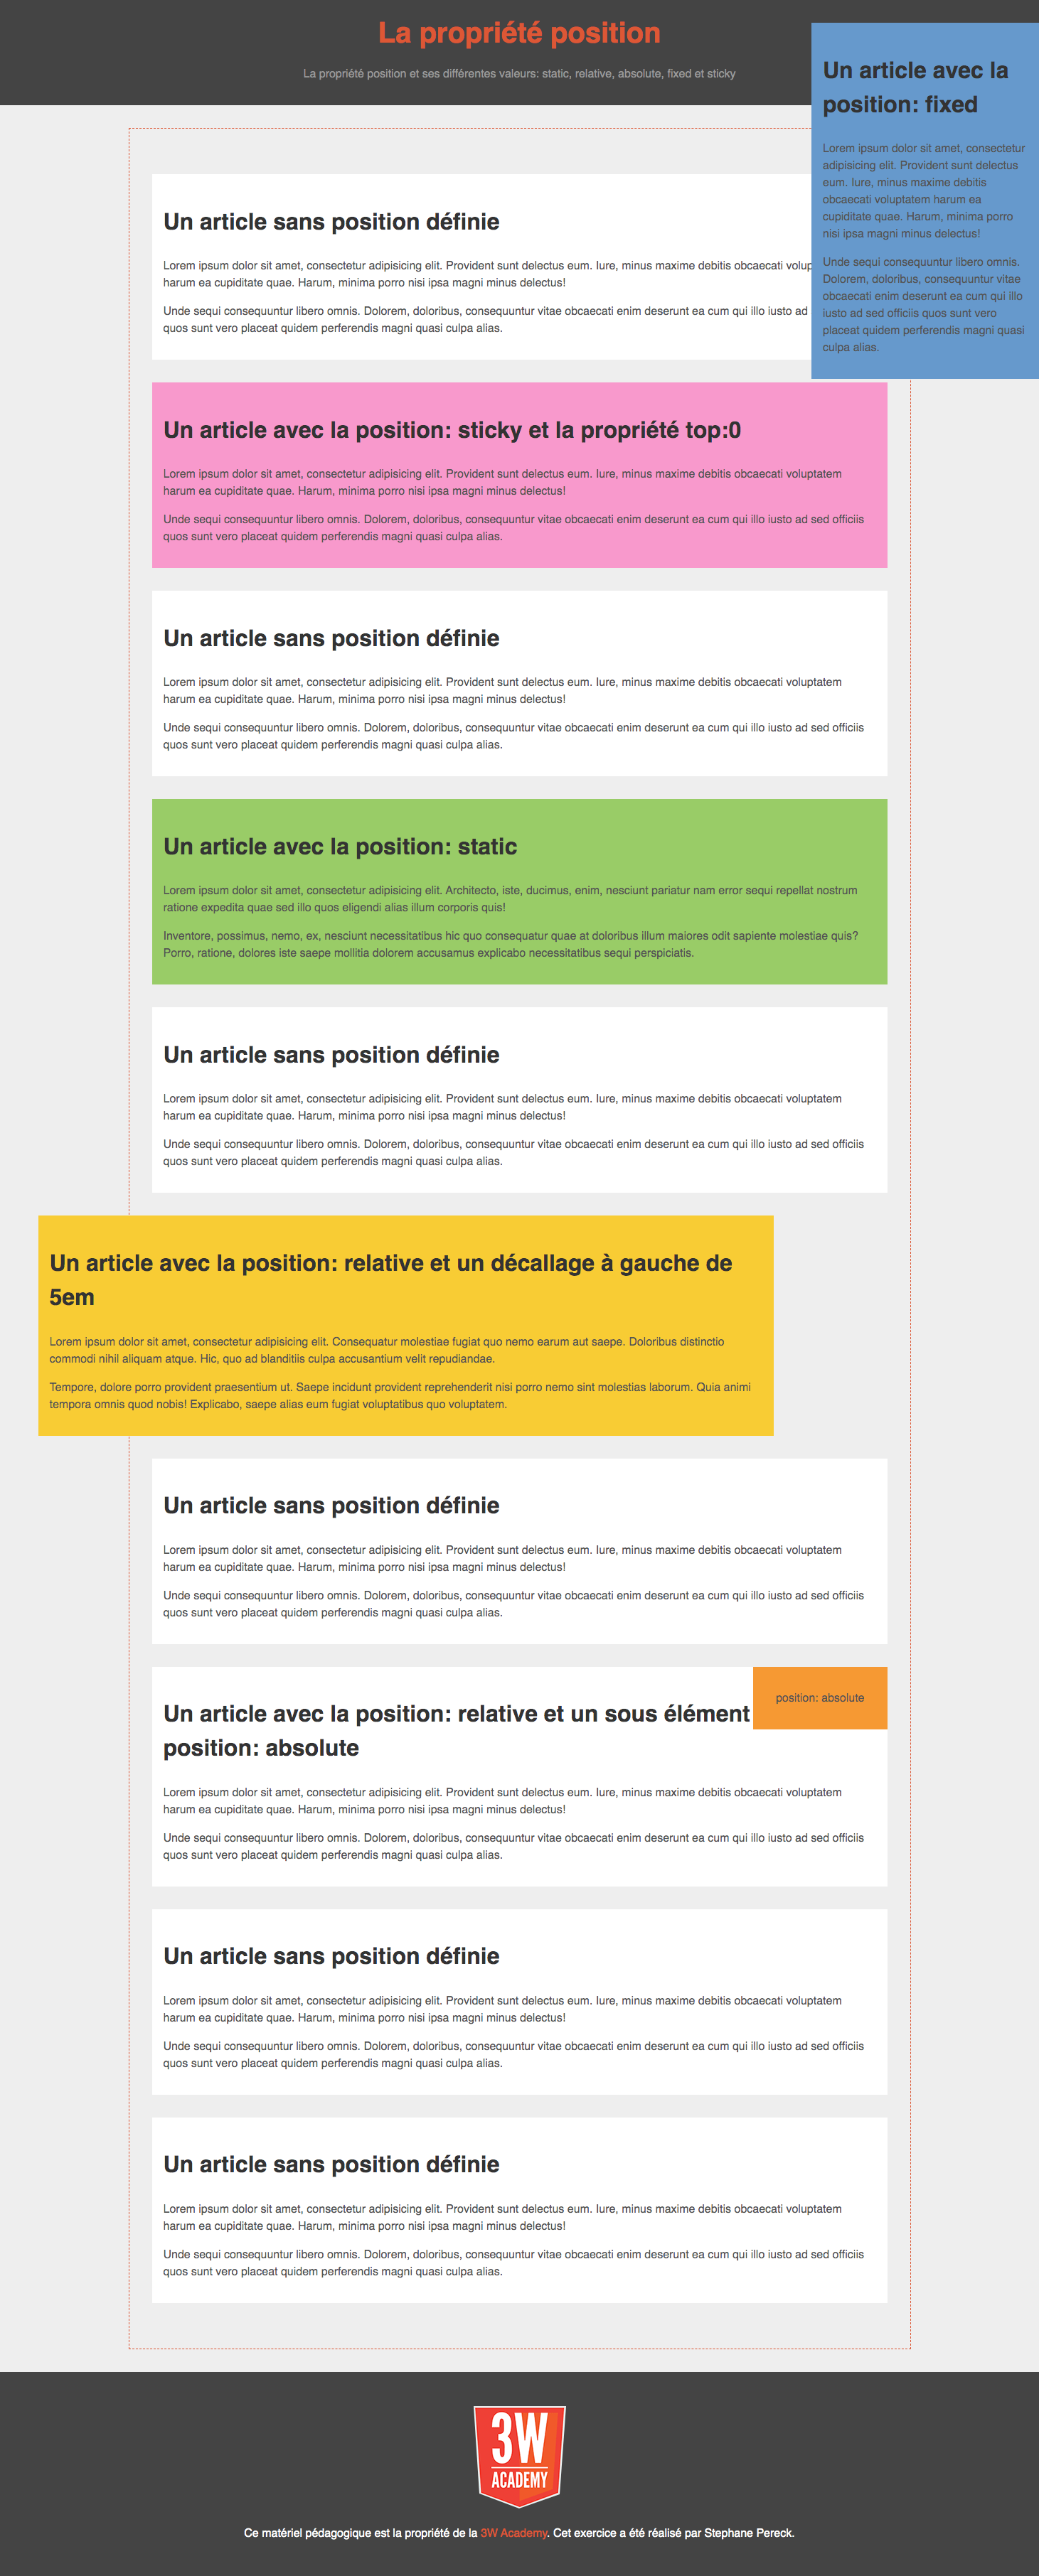 La propriété position
La propriété position et ses différentes valeurs: static, relative, absolute, fixed et sticky
Un article avec la
position: fixed
Lorem ipsum dolor sit amet, consectetur
adipisicing elit. Provident sunt delectus
eum. Iure, minus maxime debitis
obcaecati voluptatem harum ea
cupiditate quae. Harum, minima porro
nisi ipsa magni minus delectus!
Unde sequi consequuntur libero omnis.
Dolorem, doloribus, consequuntur vitae
obcaecati enim deserunt ea cum qui illo
iusto ad sed officiis quos sunt vero
placeat quidem perferendis magni quasi
culpa alias.
Un article sans position définie
Lorem ipsum dolor sit amet, consectetur adipisicing elit. Provident sunt delectus eum. Iure, minus maxime debitis obcaecati
harum ea cupiditate quae. Harum, minima porro nisi ipsa magni minus delectus!
Unde sequi consequuntur libero omnis. Dolorem, doloribus, consequuntur vitae obcaecati enim deserunt ea cum qui illo iusto ad
quos sunt vero placeat quidem perferendis magni quasi culpa alias.
Un article avec la position: sticky et la propriété top:0
Lorem ipsum dolor sit amet, consectetur adipisicing elit. Provident sunt delectus eum. Iure, minus maxime debitis obcaecati voluptatem
harum ea cupiditate quae. Harum, minima porro nisi ipsa magni minus delectus!
Unde sequi consequuntur libero omnis. Dolorem, doloribus, consequuntur vitae obcaecati enim deserunt ea cum qui illo iusto ad sed officiis
quos sunt vero placeat quidem perferendis magni quasi culpa alias.
Un article sans position définie
Lorem ipsum dolor sit amet, consectetur adipisicing elit. Provident sunt delectus eum. Iure, minus maxime debitis obcaecati voluptatem
harum ea cupiditate quae. Harum, minima porro nisi ipsa magni minus delectus!
Unde sequi consequuntur libero omnis. Dolorem, doloribus, consequuntur vitae obcaecati enim deserunt ea cum qui illo iusto ad sed officiis
quos sunt vero placeat quidem perferendis magni quasi culpa alias.
Un article avec la position: static
Lorem ipsum dolor sit amet, consectetur adipisicing elit. Architecto, iste, ducimus, enim, nesciunt pariatur nam error sequi repellat nostrum
ratione expedita quae sed illo quos eligendi alias illum corporis quis!
Inventore, possimus, nemo, ex, nesciunt necessitatibus hic quo consequatur quae at doloribus illum maiores odit sapiente molestiae quis?
Porro, ratione, dolores iste saepe mollitia dolorem accusamus explicabo necessitatibus sequi perspiciatis.
Un article sans position définie
Lorem ipsum dolor sit amet, consectetur adipisicing elit. Provident sunt delectus eum. Iure, minus maxime debitis obcaecati voluptatem
harum ea cupiditate quae. Harum, minima porro nisi ipsa magni minus delectus!
Unde sequi consequuntur libero omnis. Dolorem, doloribus, consequuntur vitae obcaecati enim deserunt ea cum qui illo iusto ad sed officiis
quos sunt vero placeat quidem perferendis magni quasi culpa alias.
Un article avec la position: relative et un décallage à gauche de
5em
Lorem ipsum dolor sit amet, consectetur adipisicing elit. Consequatur molestiae fugiat quo nemo earum aut saepe. Doloribus distinctio
commodi nihil aliquam atque. Hic, quo ad blanditiis culpa accusantium velit repudiandae.
Tempore, dolore porro provident praesentium ut. Saepe incidunt provident reprehenderit nisi porro nemo sint molestias laborum. Quia animi
tempora omnis quod nobis! Explicabo, saepe alias eum fugiat voluptatibus quo voluptatem.
Un article sans position définie
Lorem ipsum dolor sit amet, consectetur adipisicing elit. Provident sunt delectus eum. Iure, minus maxime debitis obcaecati voluptatem
harum ea cupiditate quae. Harum, minima porro nisi ipsa magni minus delectus!
Unde sequi consequuntur libero omnis. Dolorem, doloribus, consequuntur vitae obcaecati enim deserunt ea cum qui illo iusto ad sed officiis
quos sunt vero placeat quidem perferendis magni quasi culpa alias.
position: absolute
Un article avec la position: relative et un sous élément
position: absolute
Lorem ipsum dolor sit amet, consectetur adipisicing elit. Provident sunt delectus eum. Iure, minus maxime debitis obcaecati voluptatem
harum ea cupiditate quae. Harum, minima porro nisi ipsa magni minus delectus!
Unde sequi consequuntur libero omnis. Dolorem, doloribus, consequuntur vitae obcaecati enim deserunt ea cum qui illo iusto ad sed officiis
quos sunt vero placeat quidem perferendis magni quasi culpa alias.
Un article sans position définie
Lorem ipsum dolor sit amet, consectetur adipisicing elit. Provident sunt delectus eum. Iure, minus maxime debitis obcaecati voluptatem
harum ea cupiditate quae. Harum, minima porro nisi ipsa magni minus delectus!
Unde sequi consequuntur libero omnis. Dolorem, doloribus, consequuntur vitae obcaecati enim deserunt ea cum qui illo iusto ad sed officiis
quos sunt vero placeat quidem perferendis magni quasi culpa alias.
Un article sans position définie
Lorem ipsum dolor sit amet, consectetur adipisicing elit. Provident sunt delectus eum. Iure, minus maxime debitis obcaecati voluptatem
harum ea cupiditate quae. Harum, minima porro nisi ipsa magni minus delectus!
Unde sequi consequuntur libero omnis. Dolorem, doloribus, consequuntur vitae obcaecati enim deserunt ea cum qui illo iusto ad sed officiis
quos sunt vero placeat quidem perferendis magni quasi culpa alias.
3W
ACADEMY
Ce matériel pédagogique est la propriété de la 3W Academy. Cet exercice a été réalisé par Stephane Pereck.